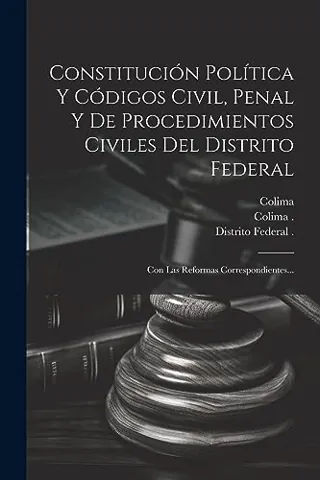 Constitución Política
Y Códigos Civil, Penal
Y De Procedimientos
Civiles Del Distrito
Federal
Colima
Colima .
Distrito Federal .
Con Las Reformas Correspondientes...